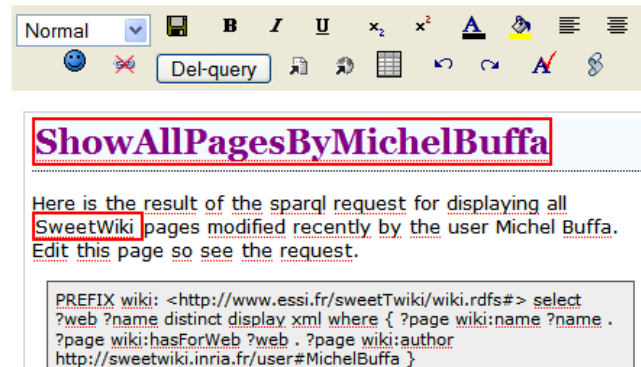 Normal B I U x₂ x² A
Del-query
ShowAllPagesByMichelBuffa
Here is the result of the sparql request for displaying all
SweetWiki pages modified recently by the user Michel Buffa.
Edit this page so see the request.
PREFIX wiki: <http://www.essi.fr/sweetTwiki/wiki.rdfs#> select
?web ?name distinct display xml where { ?page wiki:name ?name .
?page wiki:hasForWeb ?web . ?page wiki:author
http://sweetwiki.inria.fr/user#MichelBuffa }